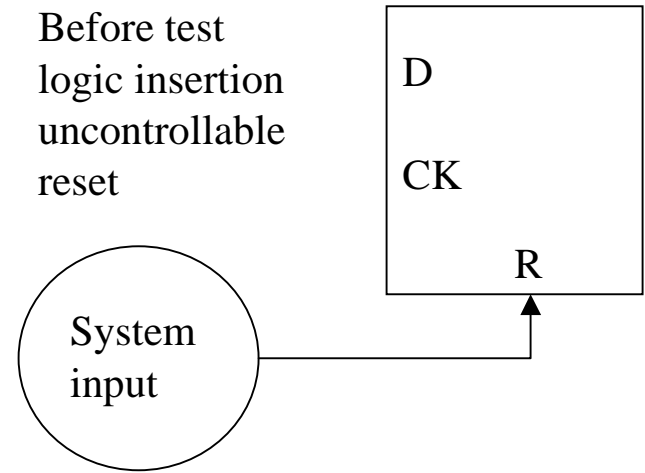 Before test
logic insertion
uncontrollable
reset
D
CK
R
System
input